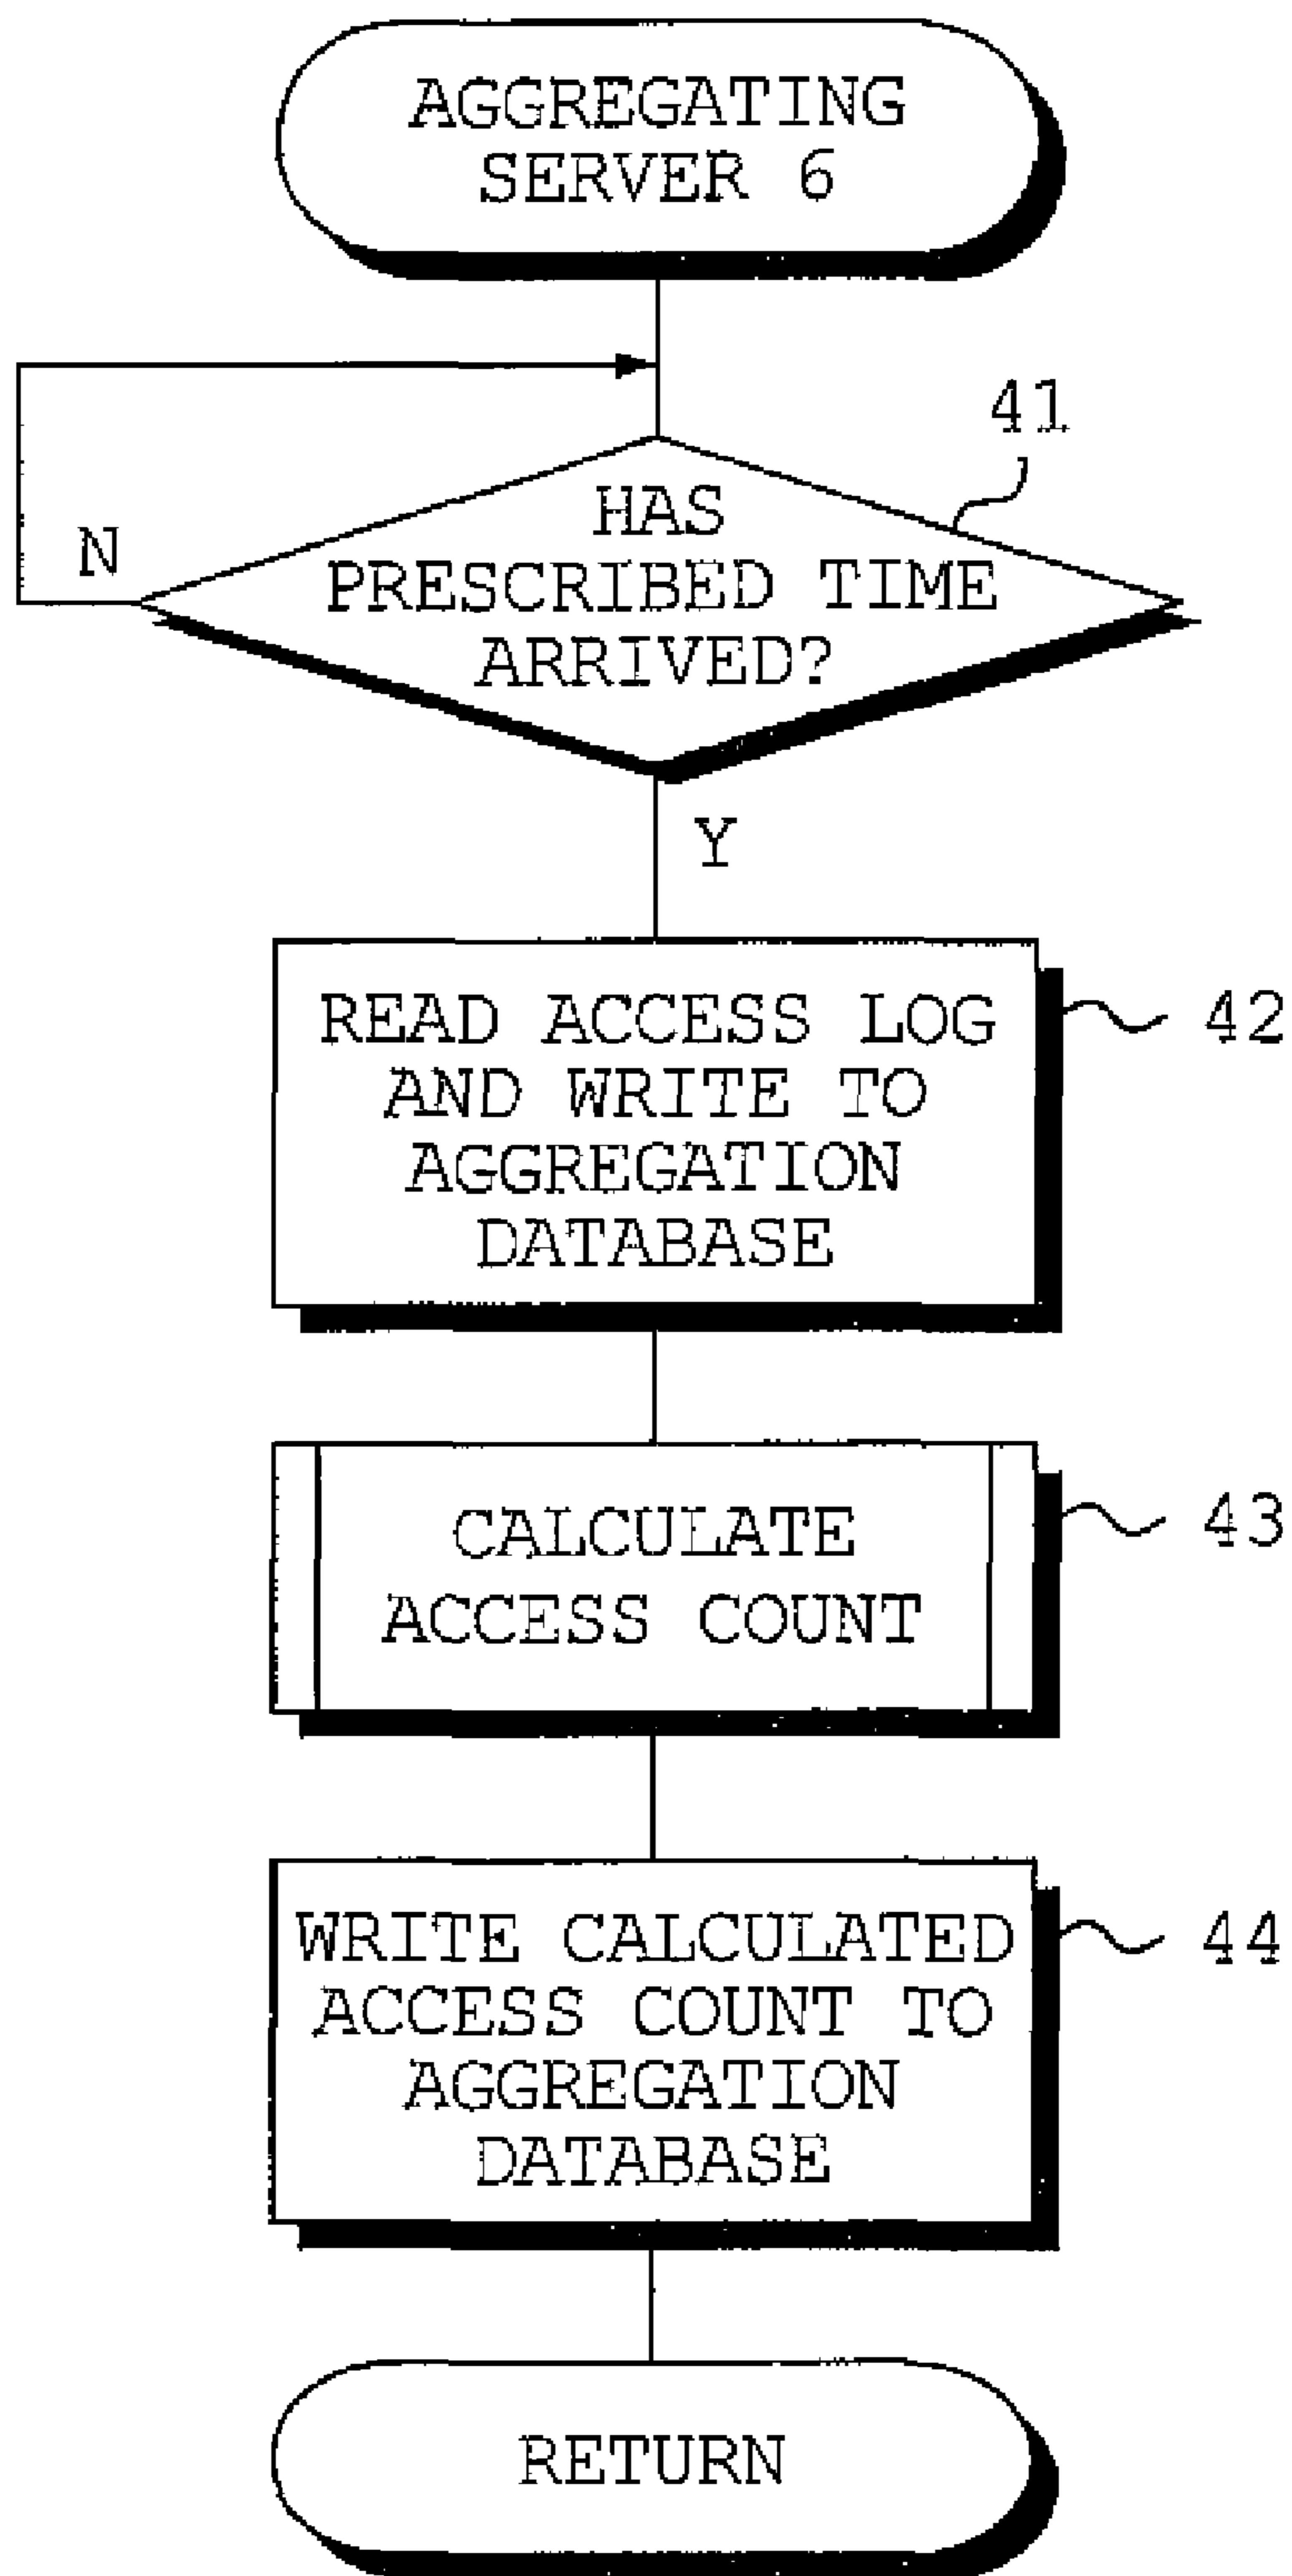 AGGREGATING
SERVER 6
41
HAS
PRESCRIBED TIME
ARRIVED?
N
Y
READ ACCESS LOG
AND WRITE TO
AGGREGATION
DATABASE
42
CALCULATE
ACCESS COUNT
43
WRITE CALCULATED
ACCESS COUNT TO
AGGREGATION
DATABASE
44
RETURN